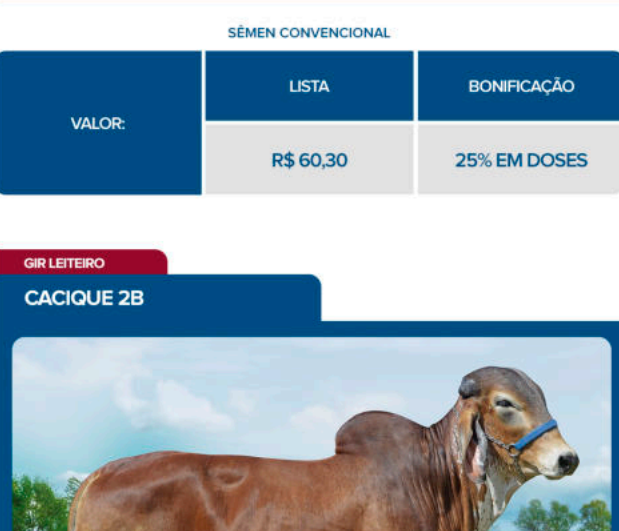 SÊMEN CONVENCIONAL
VALOR:
LISTA
BONIFICAÇÃO
R$ 60,30
25% EM DOSES
GIR LEITEIRO
CACIQUE 2B